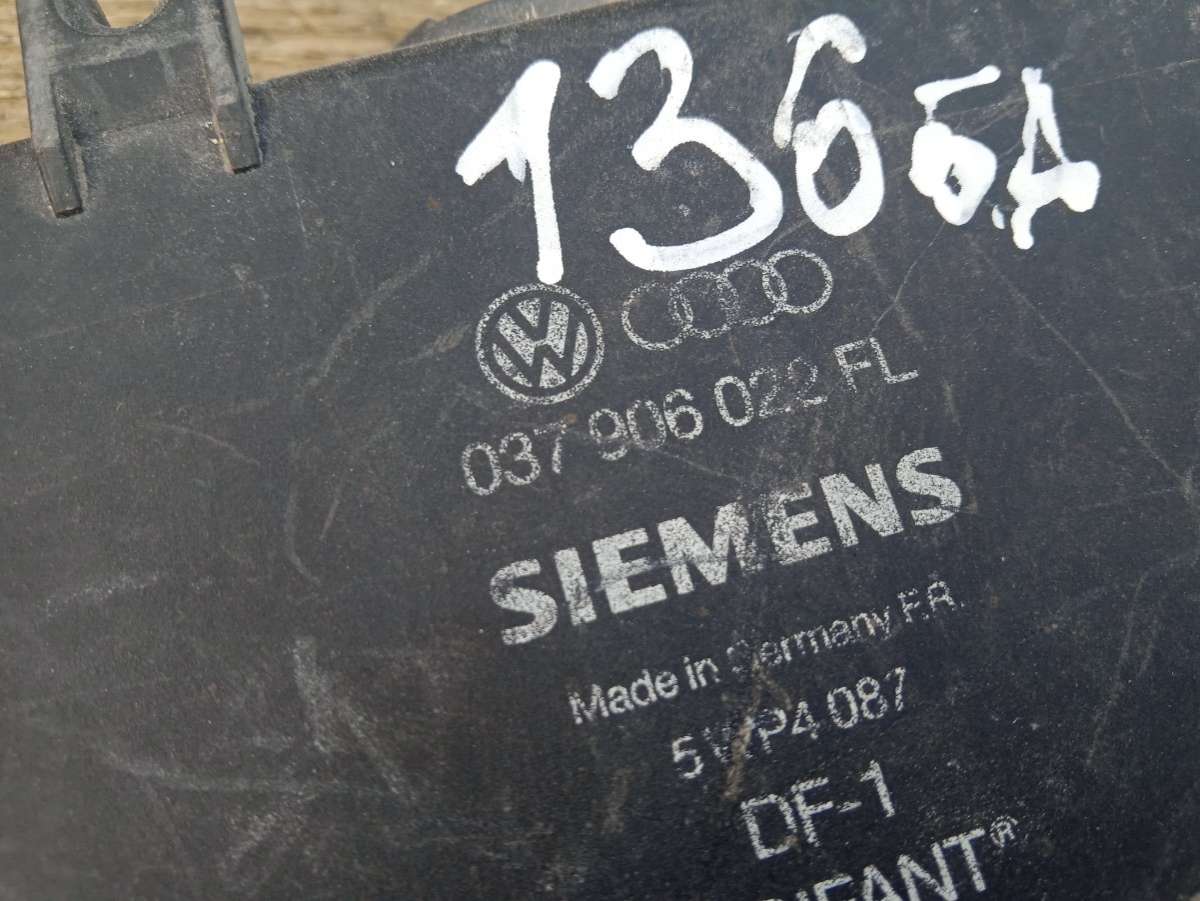 136 б.Д
037 906 022 FL
SIEMENS
Made in Germany F.R.
5WP4 087
DF-1